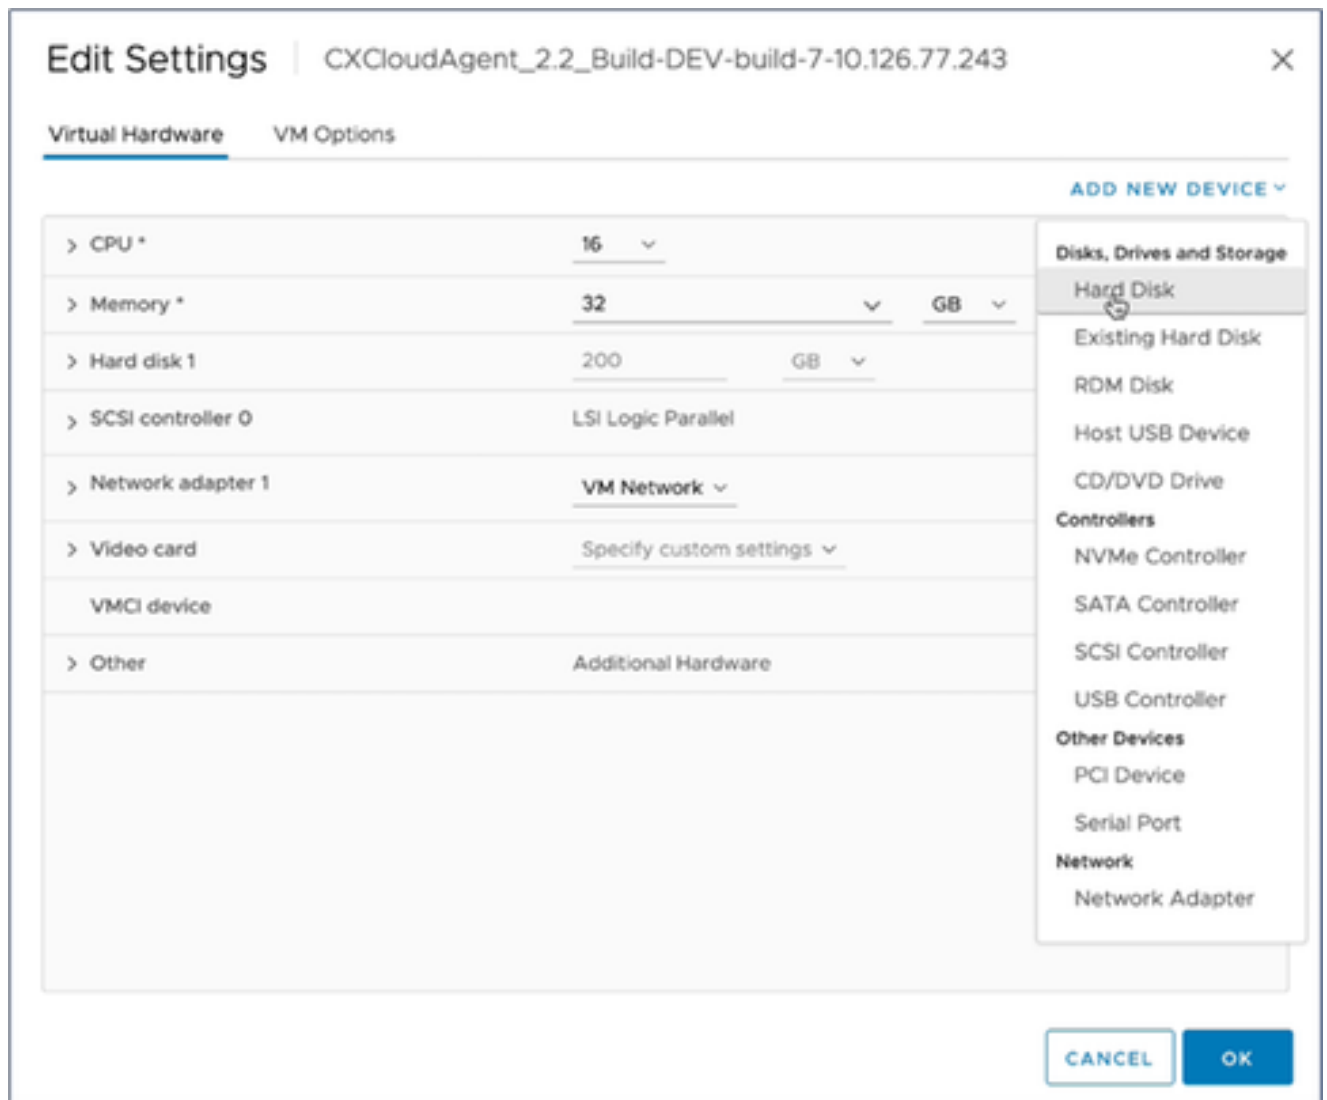 Edit Settings CXCloudAgent_2.2_Build-DEV-build-7-10.126.77.243
Virtual Hardware VM Options
ADD NEW DEVICE
CPU * 16
Memory * 32 GB
Hard disk 1 200 GB
SCSI controller 0 LSI Logic Parallel
Network adapter 1 VM Network
Video card Specify custom settings
VMCI device
Other Additional Hardware
Disks, Drives and Storage
Hard Disk
Existing Hard Disk
RDM Disk
Host USB Device
CD/DVD Drive
Controllers
NVMe Controller
SATA Controller
SCSI Controller
USB Controller
Other Devices
PCI Device
Serial Port
Network
Network Adapter
CANCEL OK